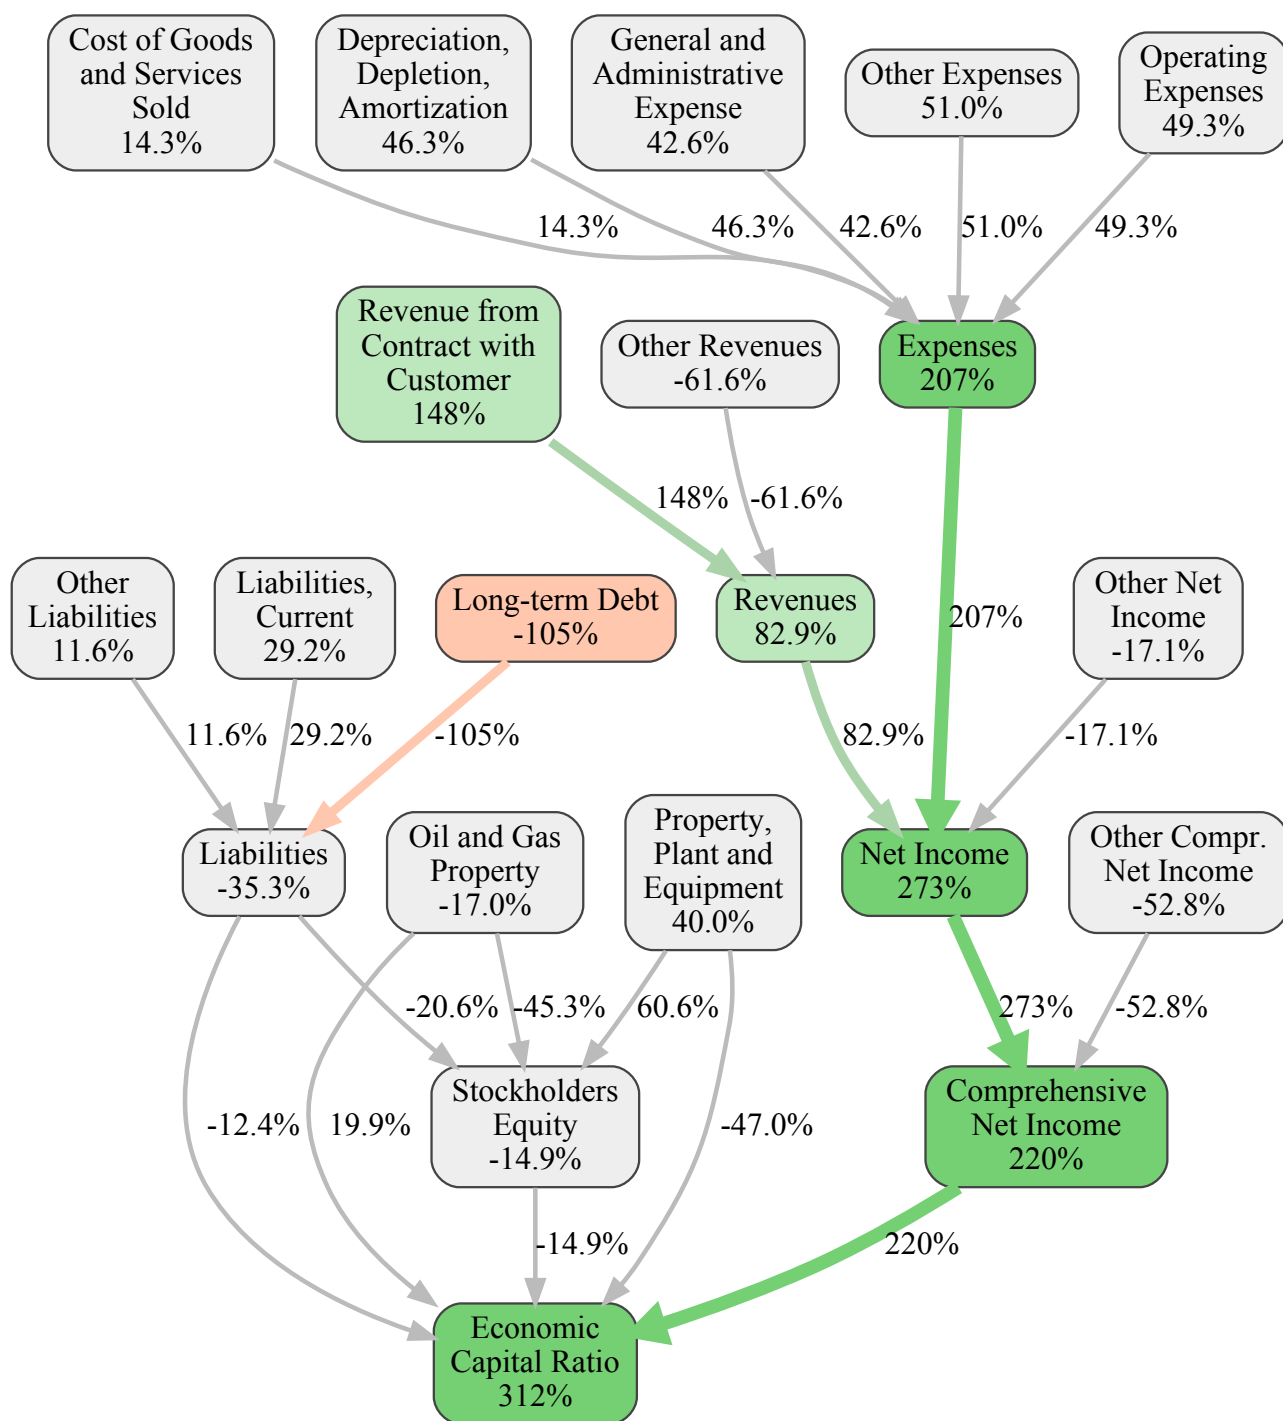 Cost of Goods
and Services
Sold
14.3%
Depreciation,
Depletion,
Amortization
46.3%
General and
Administrative
Expense
42.6%
Other Expenses
51.0%
Operating
Expenses
49.3%
14.3%
46.3%
42.6%
51.0%
49.3%
Revenue from
Contract with
Customer
148%
Other Revenues
-61.6%
Expenses
207%
148%
-61.6%
Other
Liabilities
11.6%
Liabilities,
Current
29.2%
Long-term Debt
-105%
Revenues
82.9%
207%
Other Net
Income
-17.1%
11.6%
29.2%
-105%
82.9%
-17.1%
Liabilities
-35.3%
Oil and Gas
Property
-17.0%
Property,
Plant and
Equipment
40.0%
Net Income
273%
Other Compr.
Net Income
-52.8%
-20.6%
-45.3%
60.6%
273%
-52.8%
-12.4%
19.9%
Stockholders
Equity
-14.9%
-47.0%
Comprehensive
Net Income
220%
-14.9%
220%
Economic
Capital Ratio
312%